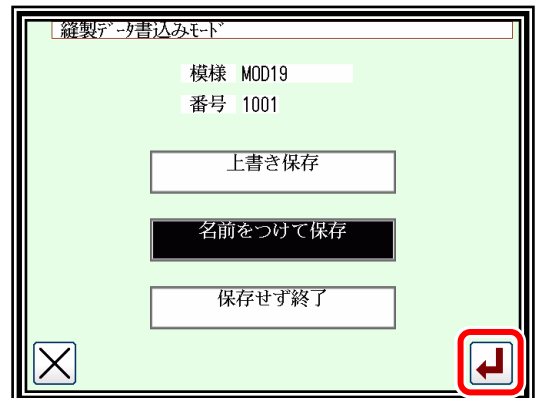 縫製ﾃﾞｰﾀ書込みﾓｰﾄﾞ
模様 MOD19
番号 1001
上書き保存
名前をつけて保存
保存せず終了